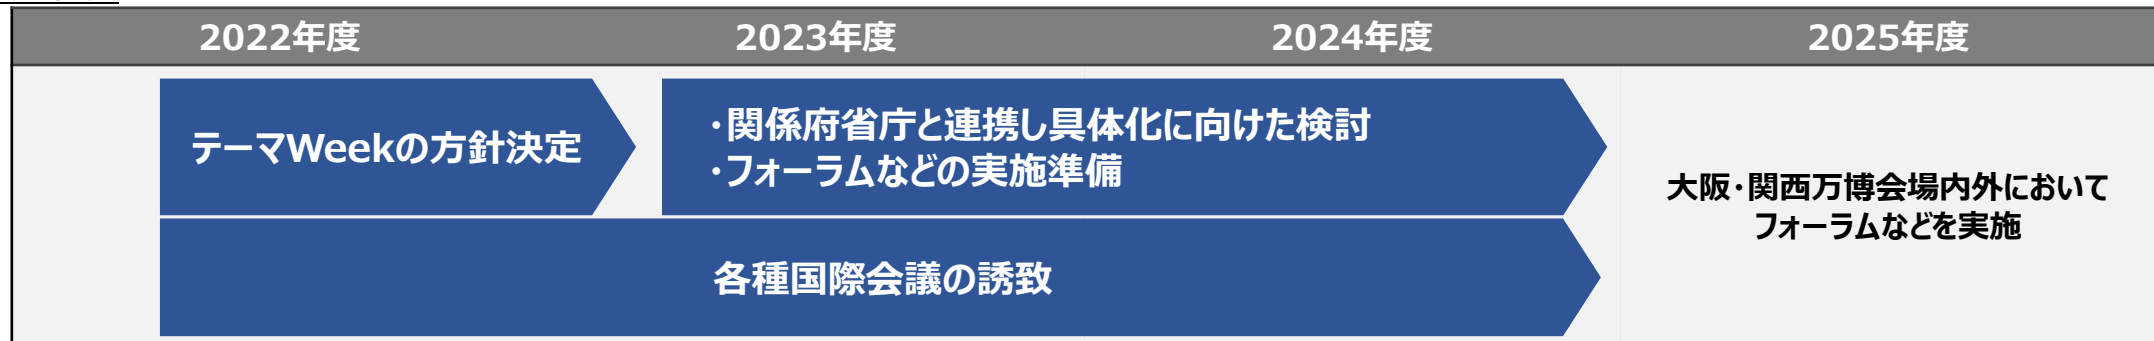 2022年度 2023年度 2024年度 2025年度
テーマWeekの方針決定
・関係府省庁と連携し具体化に向けた検討
・フォーラムなどの実施準備
各種国際会議の誘致
大阪・関西万博会場内外において
フォーラムなどを実施